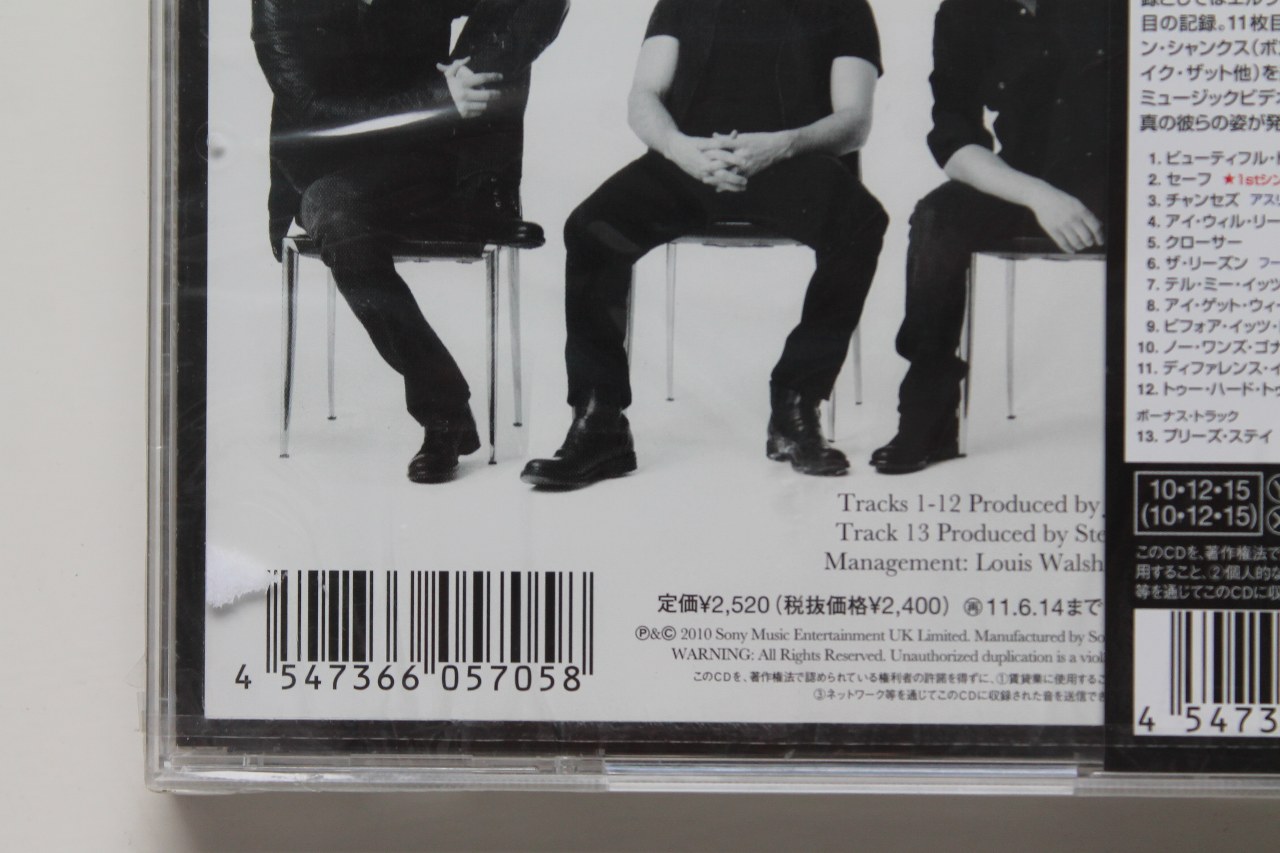 目の記録。11枚目
ン・シャンクス(ボ
イク・ザット他)を
ミュージックビデオ
真の彼らの姿が発
1. ビューティフル・
2. セーフ ★1stシン
3. チャンセズ アス
4. アイ・ウィル・リー
5. クローサー
6. ザ・リーズン フー
7. テル・ミー・イッツ
8. アイ・ゲット・ウィ
9. ビフォア・イッツ・
10. ノー・ワンズ・ゴナ
11. ディファレンス・イ
12. トゥー・ハード・トゥ
ボーナス・トラック
13. プリーズ・ステイ
10•12•15
(10•12•15)
このCDを、著作権法で
用すること、②個人的な
等を通じてこのCDに収
4 5473
Tracks 1-12 Produced by
Track 13 Produced by Ste
Management: Louis Walsh
定価¥2,520(税抜価格¥2,400) ㊢11.6.14まで
Ⓟ&© 2010 Sony Music Entertainment UK Limited. Manufactured by So
WARNING: All Rights Reserved. Unauthorized duplication is a viol
このCDを、著作権法で認められている権利者の許諾を得ずに、①賃貸業に使用するこ
③ネットワーク等を通じてこのCDに収録された音を送信でき
4 547366 057058